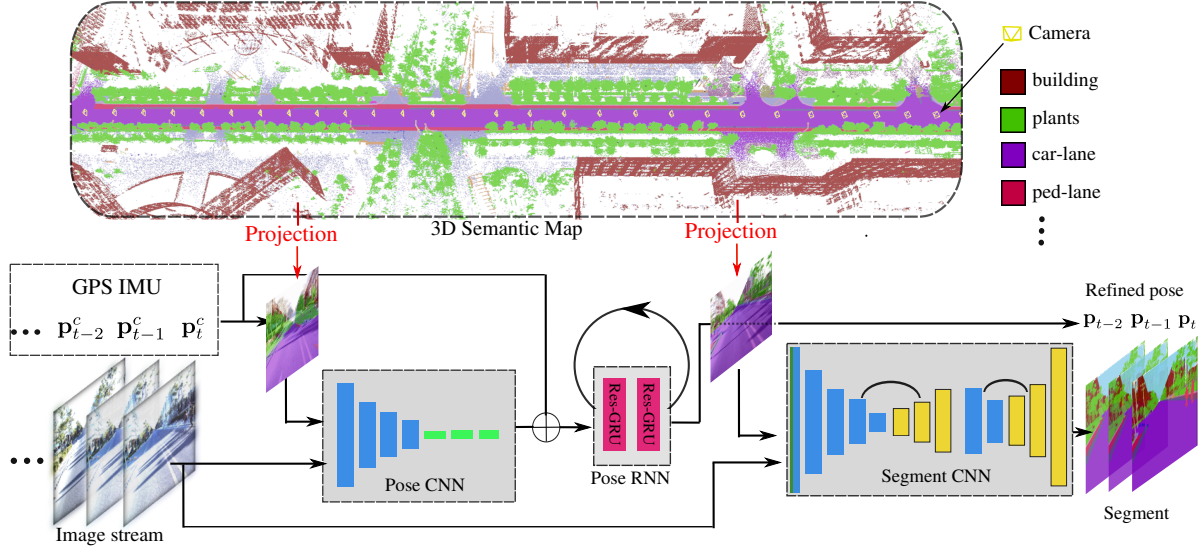 Camera
building
plants
car-lane
ped-lane
3D Semantic Map
Projection
Projection
GPS IMU
... p^c_{t-2} p^c_{t-1} p^c_t
Refined pose
p_{t-2} p_{t-1} p_t
Res-GRU
Res-GRU
Pose CNN
Pose RNN
Segment CNN
Image stream
Segment